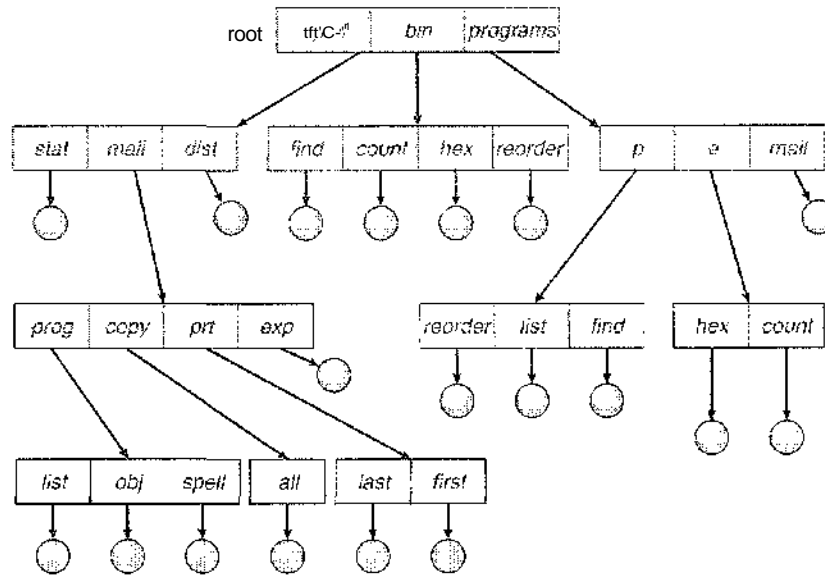 root bin programs
stat mail dist find count hex reorder p e mail
prog copy prt exp reorder list find hex count
list obj spell all last first